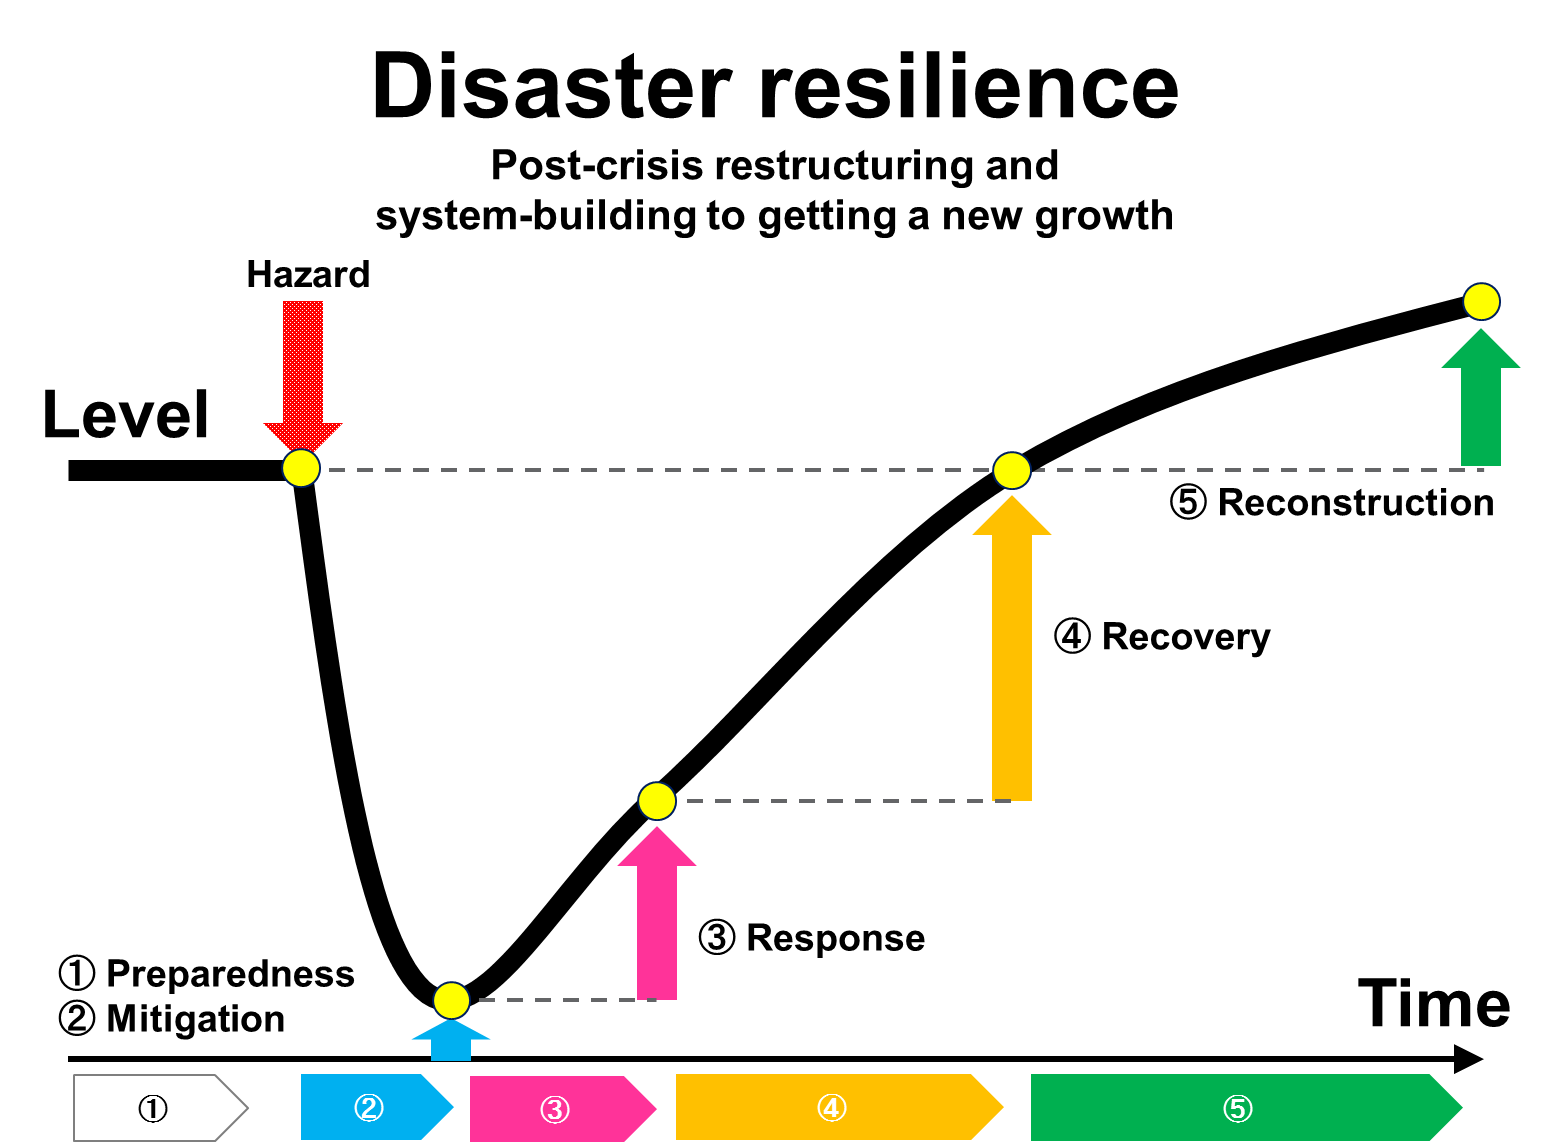 Disaster resilience
Post-crisis restructuring and
system-building to getting a new growth
Hazard
Level
⑤ Reconstruction
④ Recovery
③ Response
① Preparedness
② Mitigation
Time
① ② ③ ④ ⑤